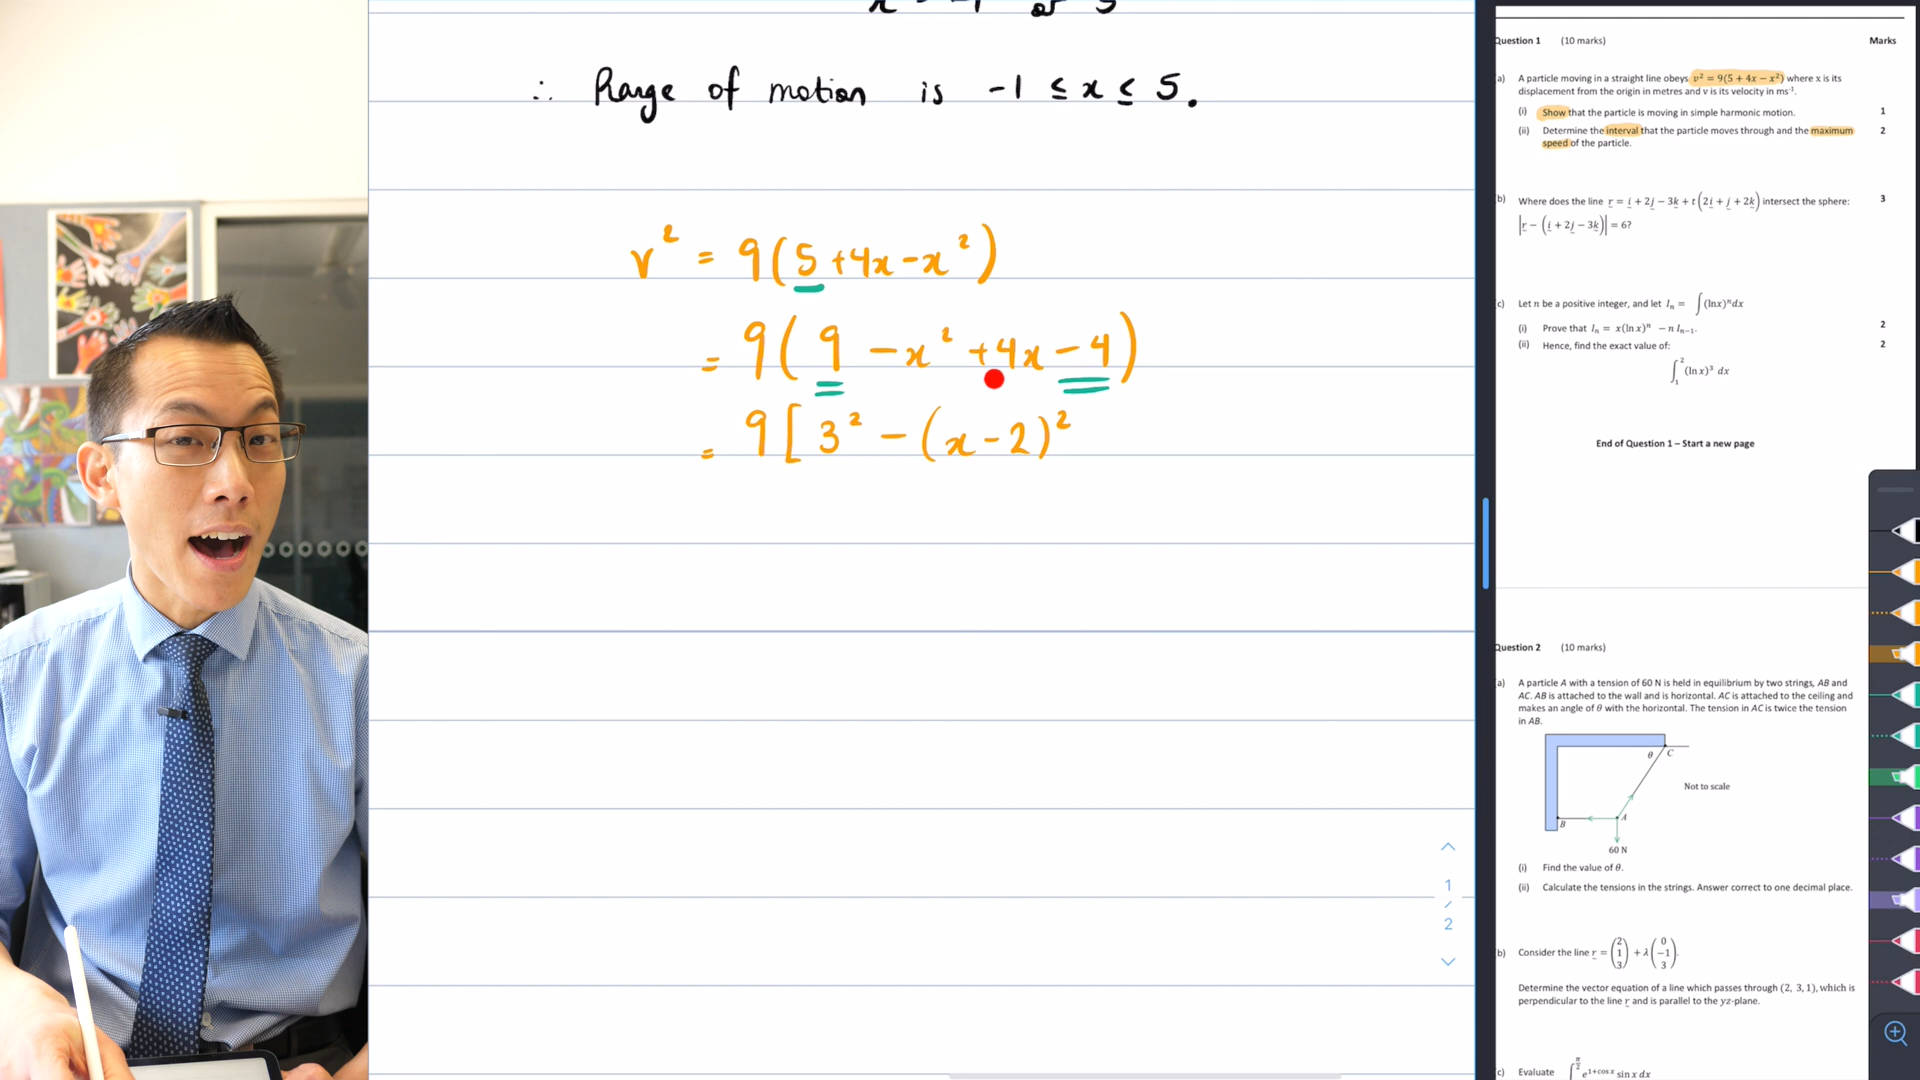 ∴ Range of motion is -1 ≤ x ≤ 5.
v² = 9(5+4x-x²)
= 9(9 -x² +4x -4)
= 9[3² - (x-2)²
Question 1 (10 marks) Marks
a) A particle moving in a straight line obeys v² = 9(5 + 4x − x²) where x is its
displacement from the origin in metres and v is its velocity in ms⁻¹.
(i) Show that the particle is moving in simple harmonic motion. 1
(ii) Determine the interval that the particle moves through and the maximum 2
speed of the particle.
b) Where does the line r = i + 2j − 3k + t(2i + j + 2k) intersect the sphere: 3
|r − (i + 2j − 3k)| = 6?
c) Let n be a positive integer, and let Iₙ = ∫(lnx)ⁿdx
(i) Prove that Iₙ = x(ln x)ⁿ − n Iₙ₋₁. 2
(ii) Hence, find the exact value of: 2
∫₁² (ln x)³ dx
End of Question 1 – Start a new page
Question 2 (10 marks)
a) A particle A with a tension of 60 N is held in equilibrium by two strings, AB and
AC. AB is attached to the wall and is horizontal. AC is attached to the ceiling and
makes an angle of θ with the horizontal. The tension in AC is twice the tension
in AB.
θ C
Not to scale
B A
60 N
(i) Find the value of θ.
(ii) Calculate the tensions in the strings. Answer correct to one decimal place.
b) Consider the line r = (2 1 3) + λ(0 −1 3).
Determine the vector equation of a line which passes through (2, 3, 1), which is
perpendicular to the line r and is parallel to the yz-plane.
c) Evaluate ∫ e^(1+cos x) sin x dx
1
/
2